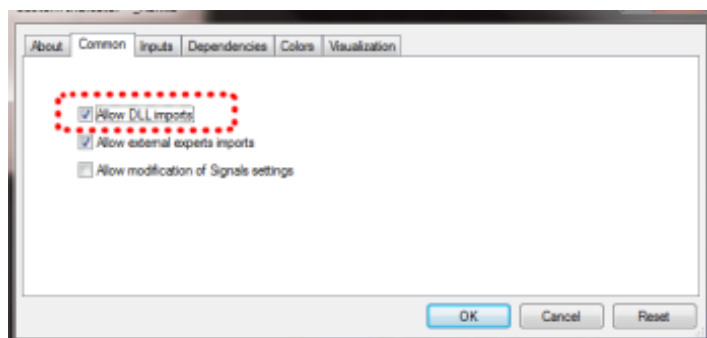 About Common Inputs Dependencies Colors Visualization
Allow DLL imports
Allow external experts imports
Allow modification of Signals settings
OK Cancel Reset